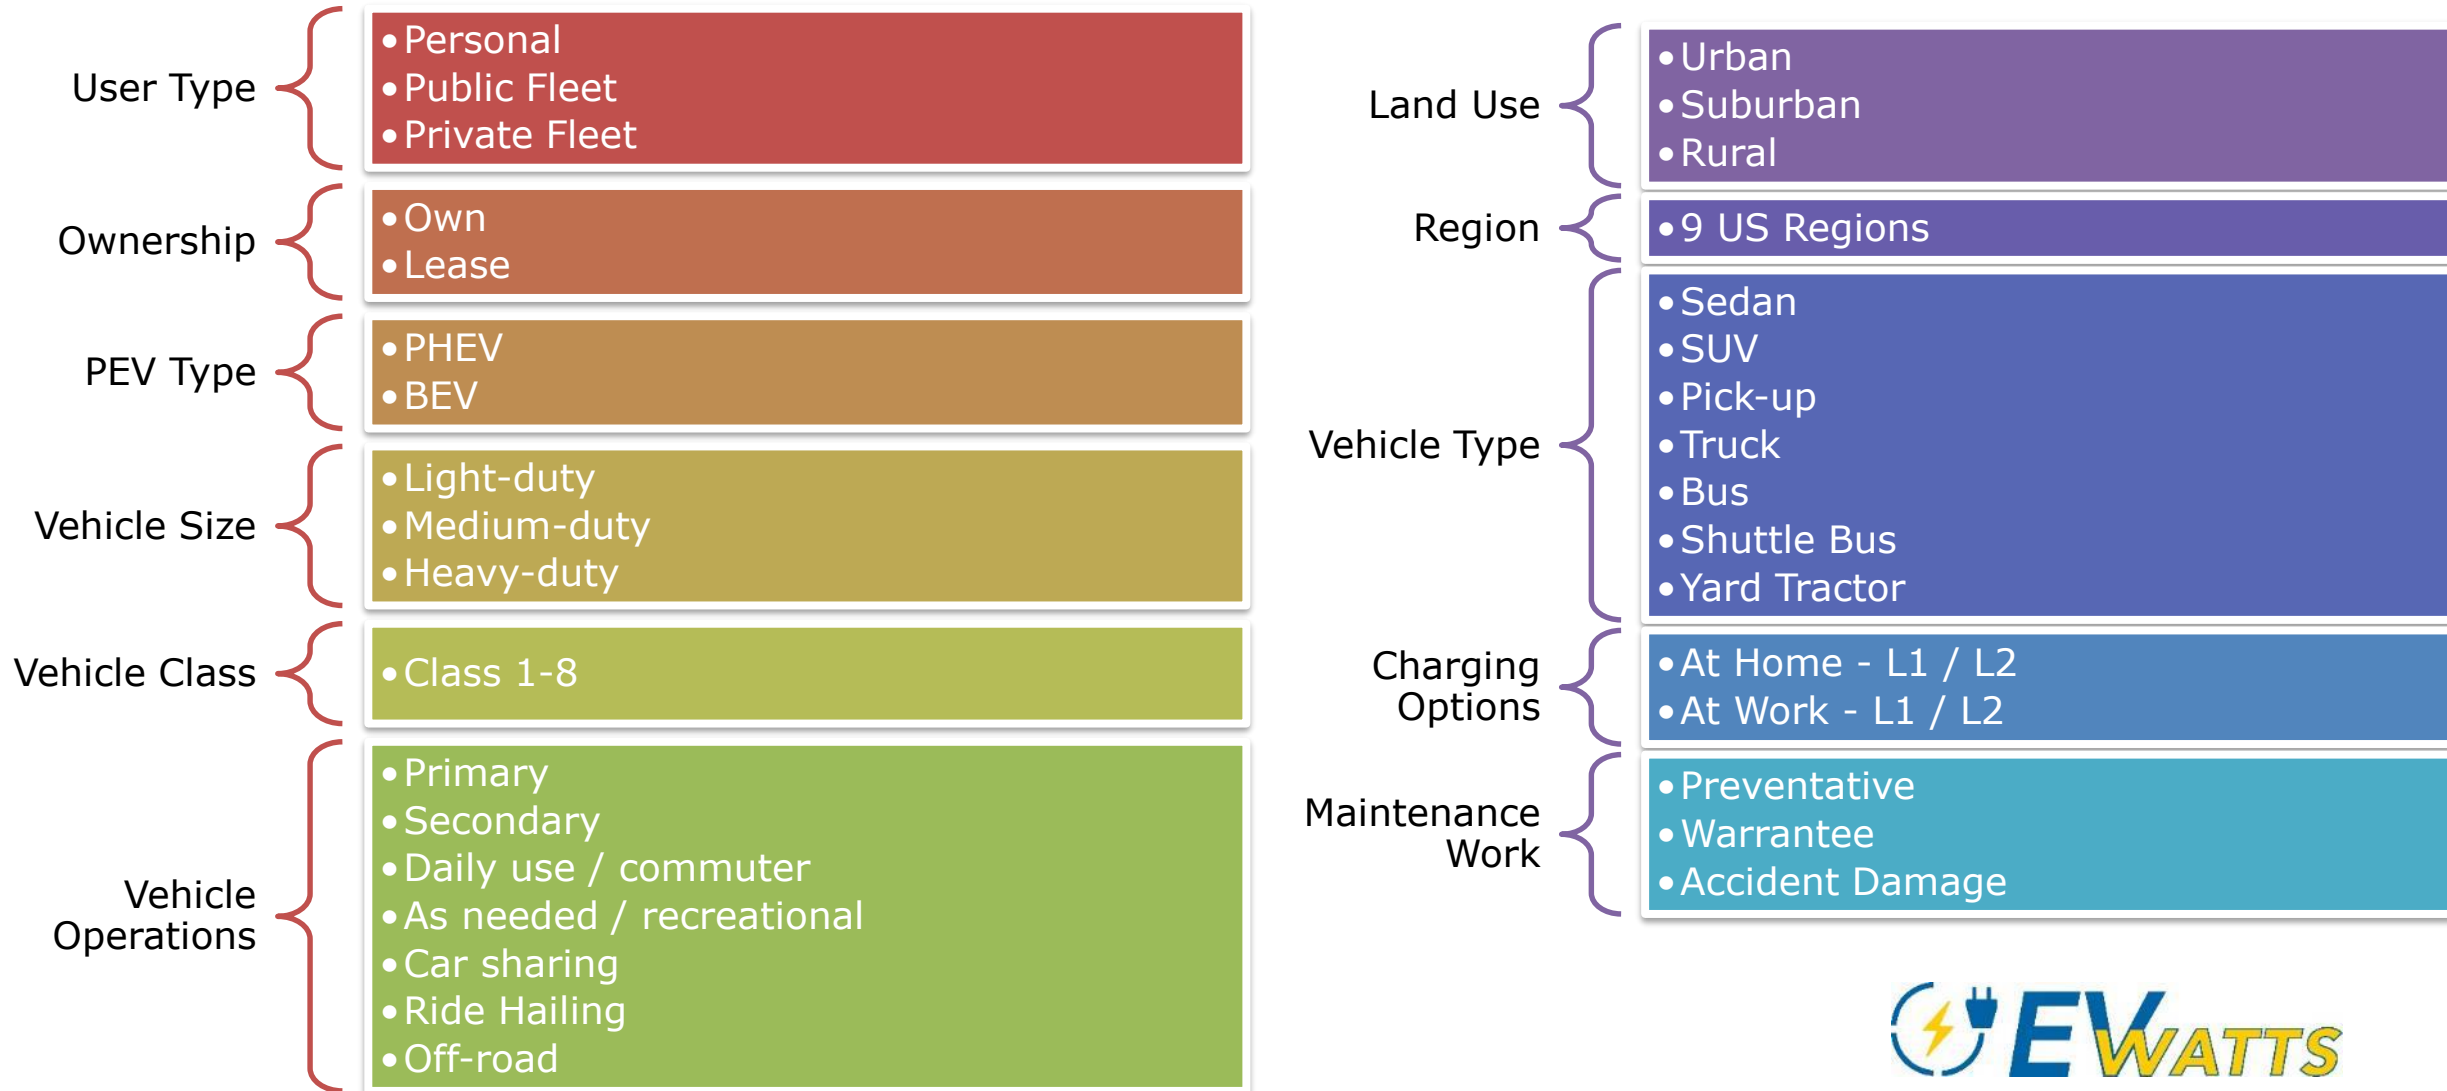 User Type
• Personal
• Public Fleet
• Private Fleet
Ownership
• Own
• Lease
PEV Type
• PHEV
• BEV
Vehicle Size
• Light-duty
• Medium-duty
• Heavy-duty
Vehicle Class
• Class 1-8
Vehicle
Operations
• Primary
• Secondary
• Daily use / commuter
• As needed / recreational
• Car sharing
• Ride Hailing
• Off-road
Land Use
• Urban
• Suburban
• Rural
Region
• 9 US Regions
Vehicle Type
• Sedan
• SUV
• Pick-up
• Truck
• Bus
• Shuttle Bus
• Yard Tractor
Charging
Options
• At Home - L1 / L2
• At Work - L1 / L2
Maintenance
Work
• Preventative
• Warrantee
• Accident Damage
EVWATTS